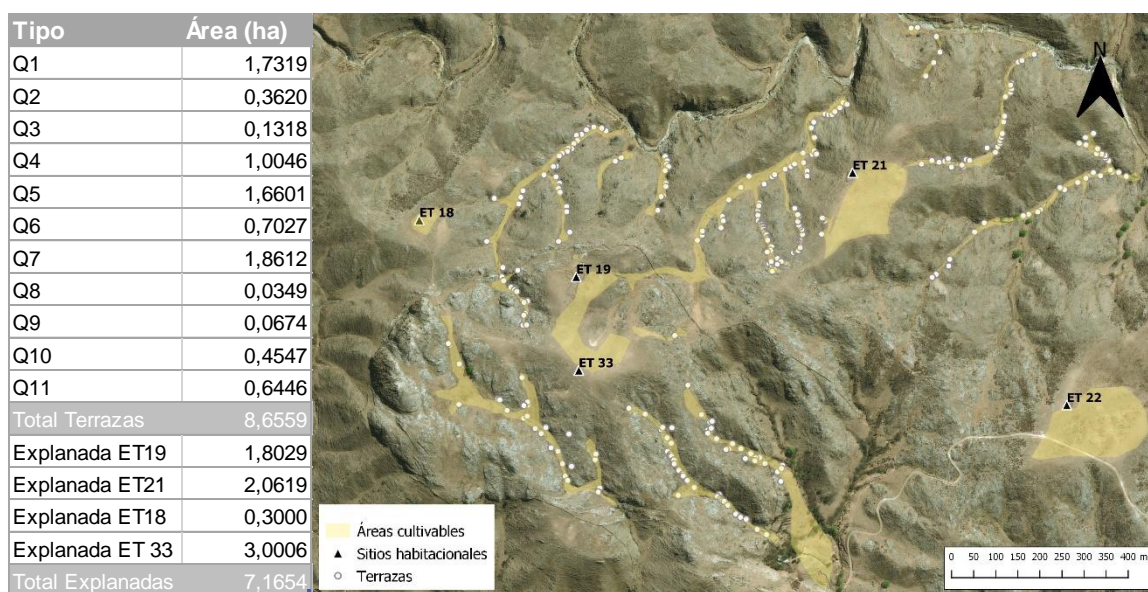 Tipo Área (ha)
Q1 1,7319
Q2 0,3620
Q3 0,1318
Q4 1,0046
Q5 1,6601
Q6 0,7027
Q7 1,8612
Q8 0,0349
Q9 0,0674
Q10 0,4547
Q11 0,6446
Total Terrazas 8,6559
Explanada ET19 1,8029
Explanada ET21 2,0619
Explanada ET18 0,3000
Explanada ET 33 3,0006
Total Explanadas 7,1654
N
ET 21
ET 18
ET 19
ET 33
ET 22
Áreas cultivables
Sitios habitacionales
Terrazas
0 50 100 150 200 250 300 350 400 m